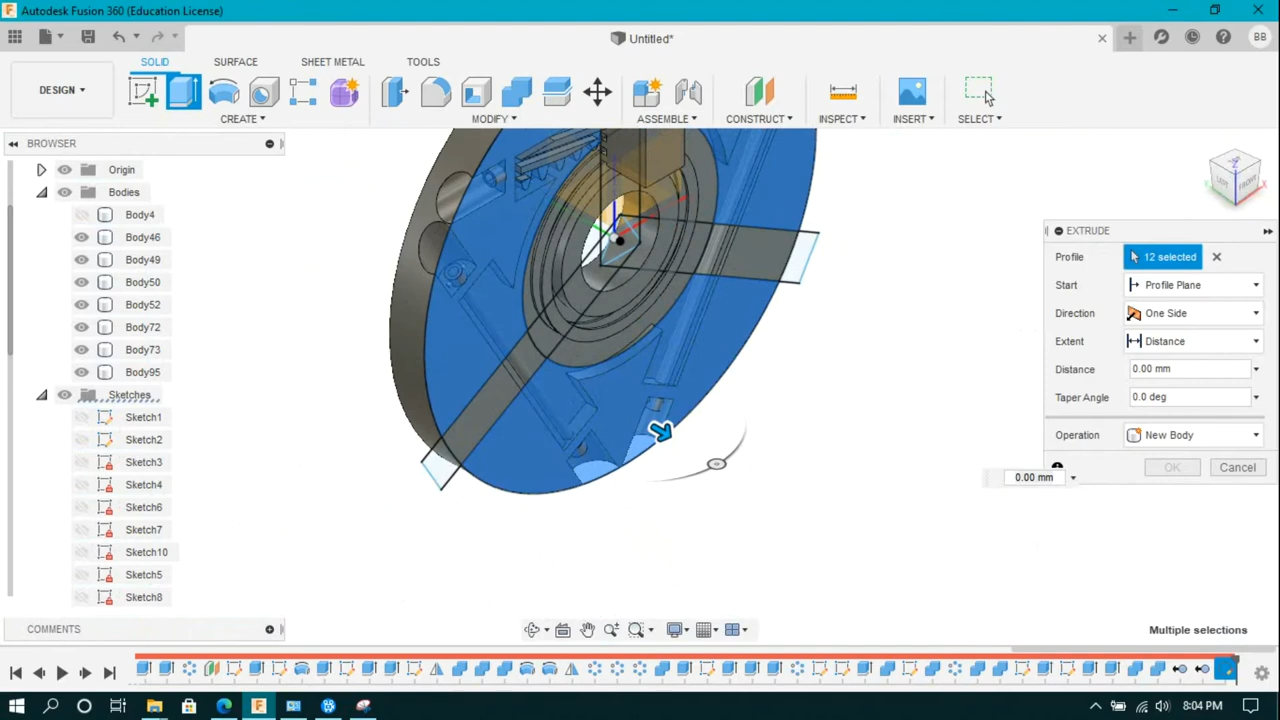 Autodesk Fusion 360 (Education License)
Untitled*
BB
SOLID
SURFACE
SHEET METAL
TOOLS
DESIGN
CREATE
MODIFY
ASSEMBLE
CONSTRUCT
INSPECT
INSERT
SELECT
BROWSER
Origin
Bodies
Body4
Body46
Body49
Body50
Body52
Body72
Body73
Body95
Sketches
Sketch1
Sketch2
Sketch3
Sketch4
Sketch6
Sketch7
Sketch10
Sketch5
Sketch8
COMMENTS
LEFT
FRONT
Z
EXTRUDE
Profile
12 selected
Start
Profile Plane
Direction
One Side
Extent
Distance
Distance
0.00 mm
Taper Angle
0.0 deg
Operation
New Body
OK
Cancel
0.00 mm
Multiple selections
8:04 PM